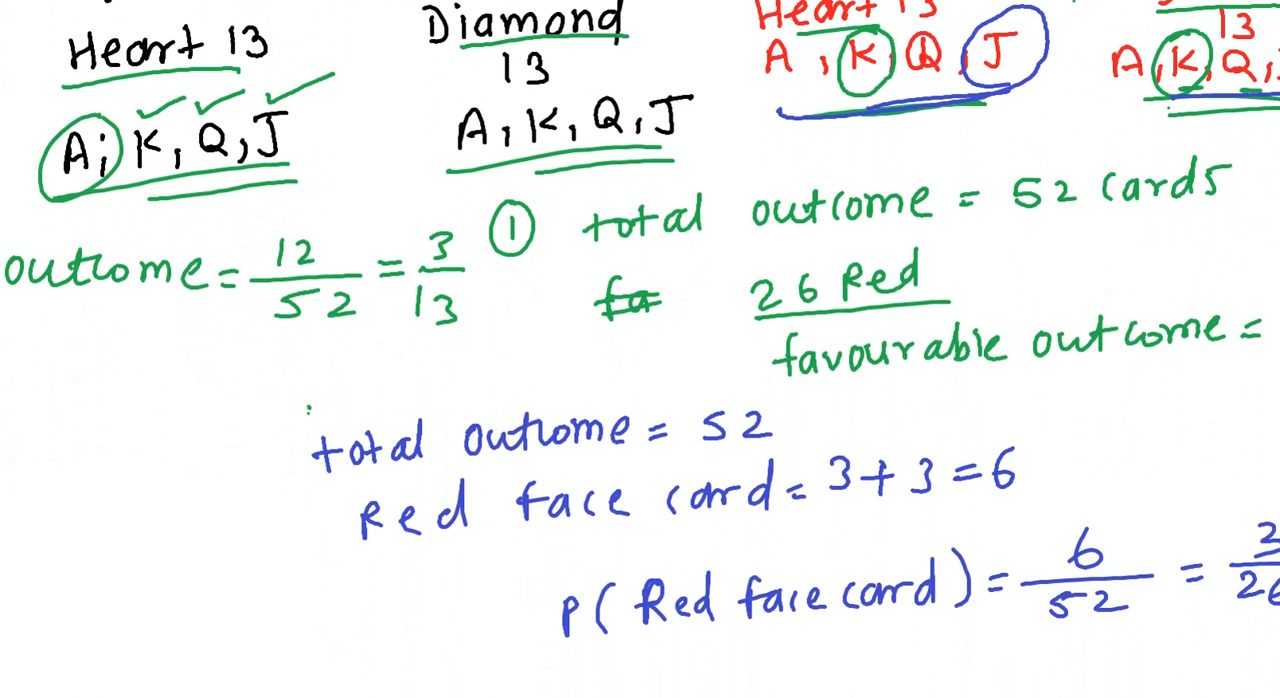 Heart 13
A, K, Q, J
Diamond
13
A, K, Q, J
Heart 13
A, K, Q, J
13
A, K, Q,
outcome = 12/52 = 3/13
① total outcome = 52 cards
26 Red
favourable outcome =
total outcome = 52
Red face card = 3 + 3 = 6
P( Red face card ) = 6/52 =